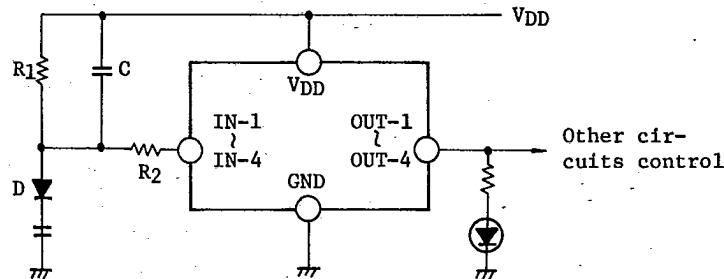 VDD
R1
C
VDD
IN-1
~
IN-4
OUT-1
~
OUT-4
Other cir-
cuits control
R2
GND
D